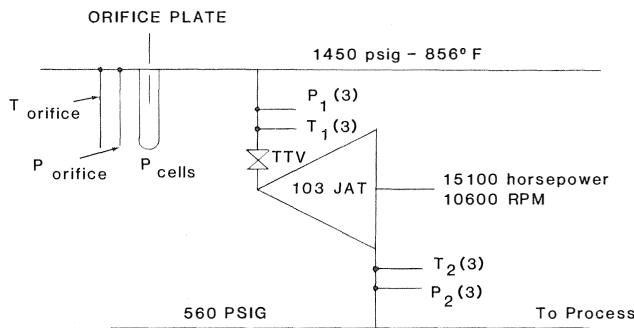 ORIFICE PLATE
1450 psig - 856° F
T orifice
P1 (3)
T1 (3)
P orifice
P cells
TTV
103 JAT
15100 horsepower
10600 RPM
T2 (3)
P2 (3)
560 PSIG
To Process